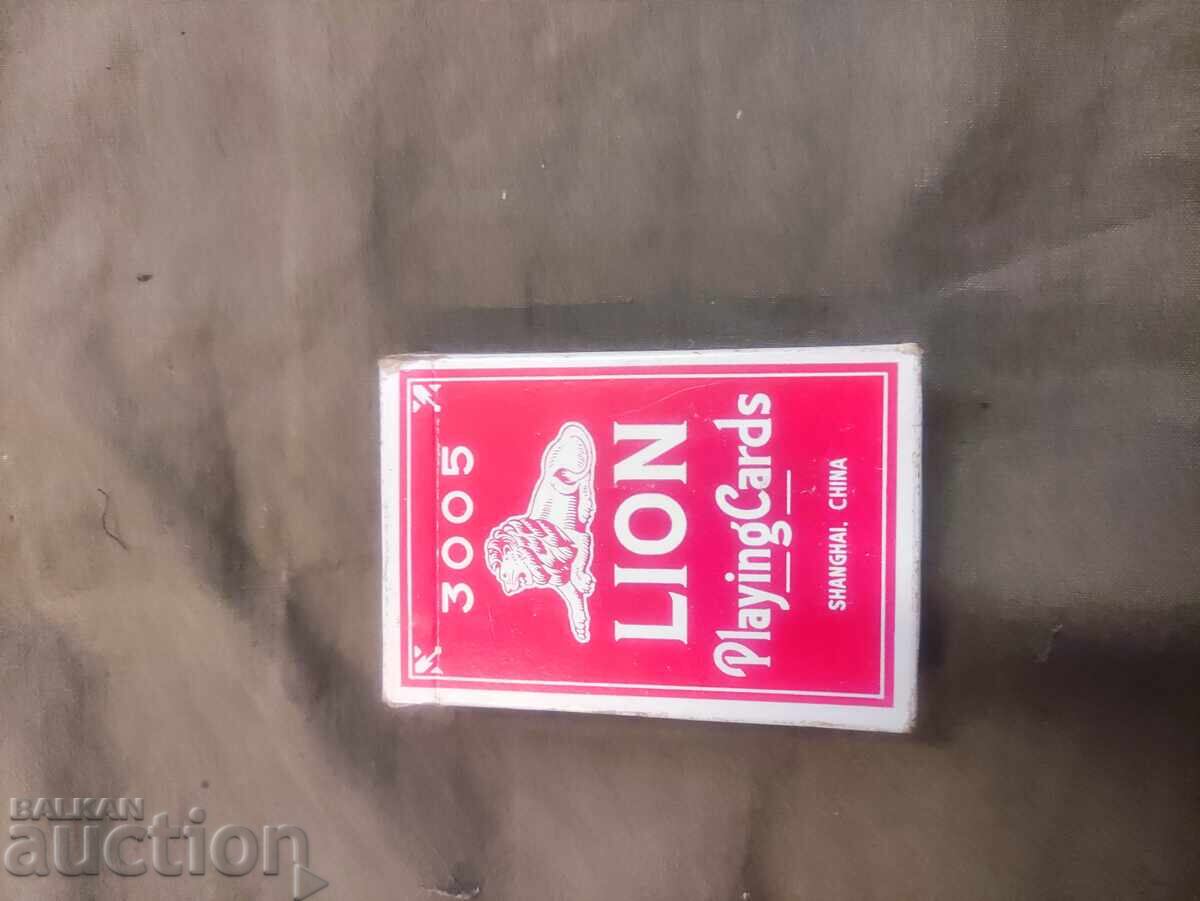 3005
LION
PlayingCards
SHANGHAI, CHINA
BALKAN
auction